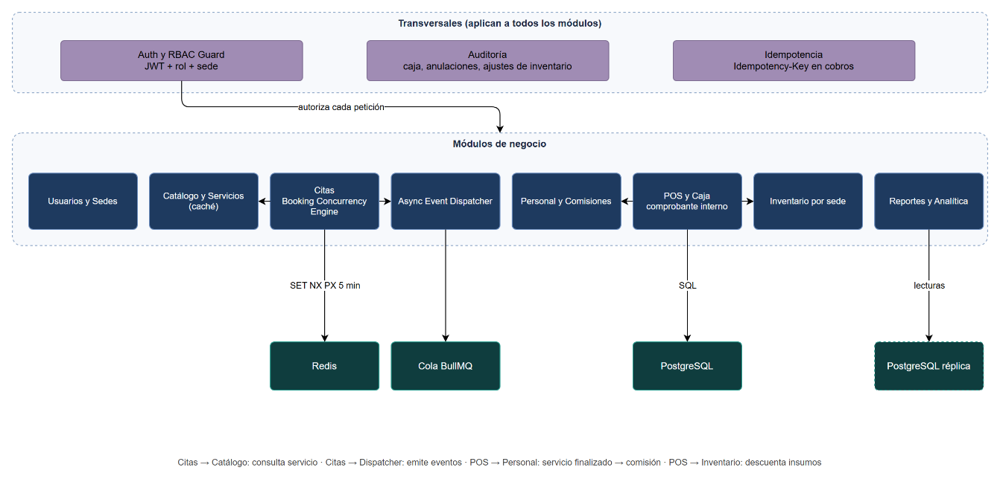 Transversales (aplican a todos los módulos)
Auth y RBAC Guard
JWT + rol + sede
Auditoría
caja, anulaciones, ajustes de inventario
Idempotencia
Idempotency-Key en cobros
autoriza cada petición
Módulos de negocio
Usuarios y Sedes
Catálogo y Servicios
(caché)
Citas
Booking Concurrency
Engine
Async Event Dispatcher
Personal y Comisiones
POS y Caja
comprobante interno
Inventario por sede
Reportes y Analítica
SET NX PX 5 min
SQL
lecturas
Redis
Cola BullMQ
PostgreSQL
PostgreSQL réplica
Citas → Catálogo: consulta servicio · Citas → Dispatcher: emite eventos · POS → Personal: servicio finalizado → comisión · POS → Inventario: descuenta insumos